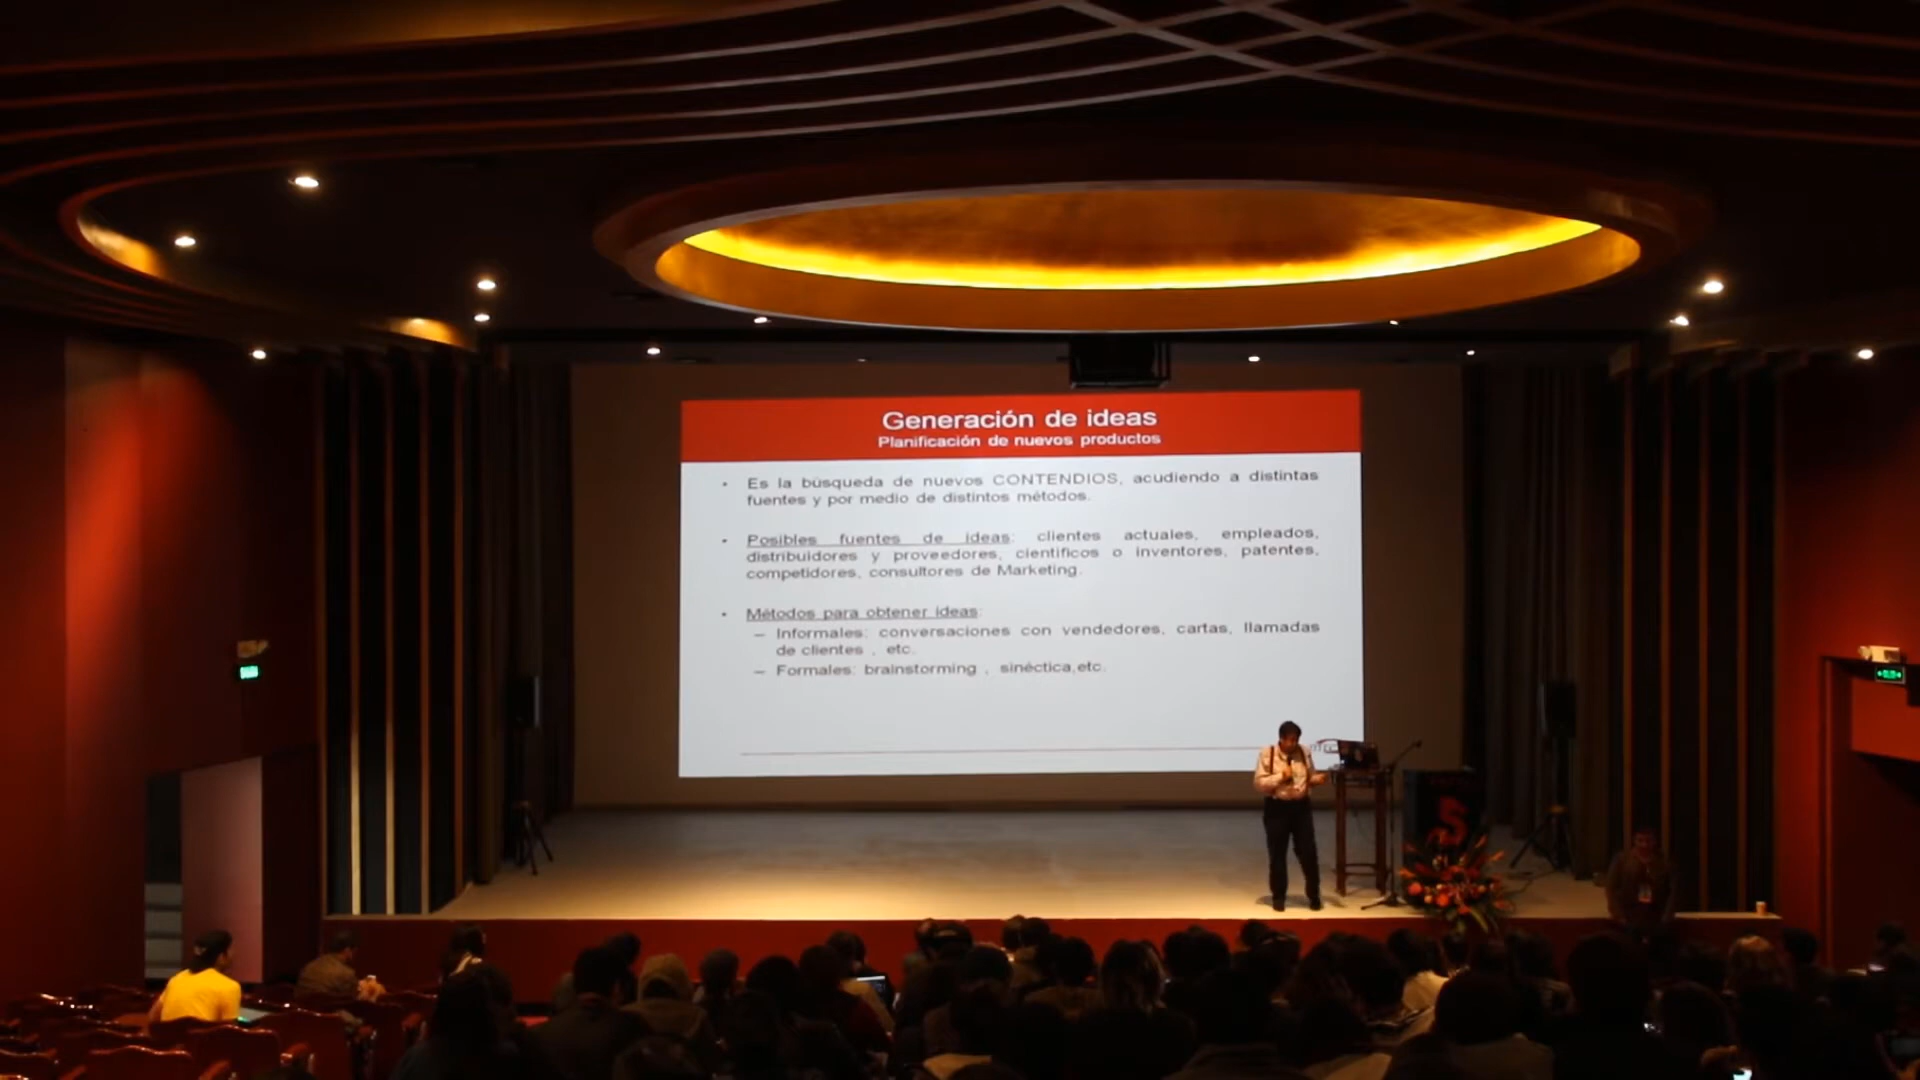 Generación de ideas
Planificación de nuevos productos
• Es la búsqueda de nuevos CONTENDIOS, acudiendo a distintas
fuentes y por medio de distintos métodos.
• Posibles fuentes de ideas: clientes actuales, empleados,
distribuidores y proveedores, científicos o inventores, patentes,
competidores, consultores de Marketing.
• Métodos para obtener ideas:
– Informales: conversaciones con vendedores, cartas, llamadas
de clientes , etc.
– Formales: brainstorming , sinéctica,etc.
S